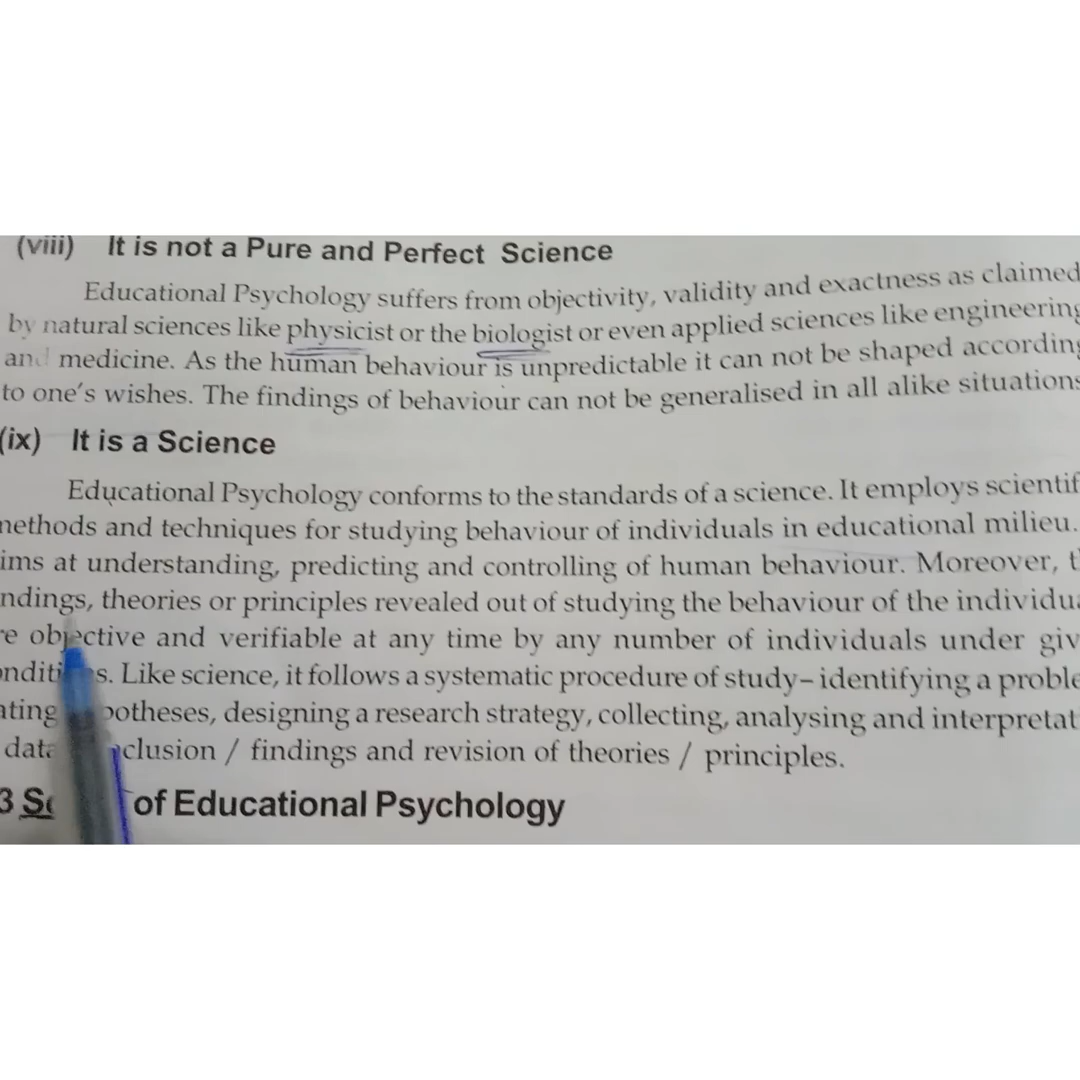 (viii) It is not a Pure and Perfect Science
Educational Psychology suffers from objectivity, validity and exactness as claimed
by natural sciences like physicist or the biologist or even applied sciences like engineering
and medicine. As the human behaviour is unpredictable it can not be shaped according
to one's wishes. The findings of behaviour can not be generalised in all alike situations
(ix) It is a Science
Educational Psychology conforms to the standards of a science. It employs scientif
nethods and techniques for studying behaviour of individuals in educational milieu.
ims at understanding, predicting and controlling of human behaviour. Moreover, t
ndings, theories or principles revealed out of studying the behaviour of the individua
re objective and verifiable at any time by any number of individuals under giv
s. Like science, it follows a systematic procedure of study–identifying a proble
ating potheses, designing a research strategy, collecting, analysing and interpretat
data clusion / findings and revision of theories / principles.
3 of Educational Psychology